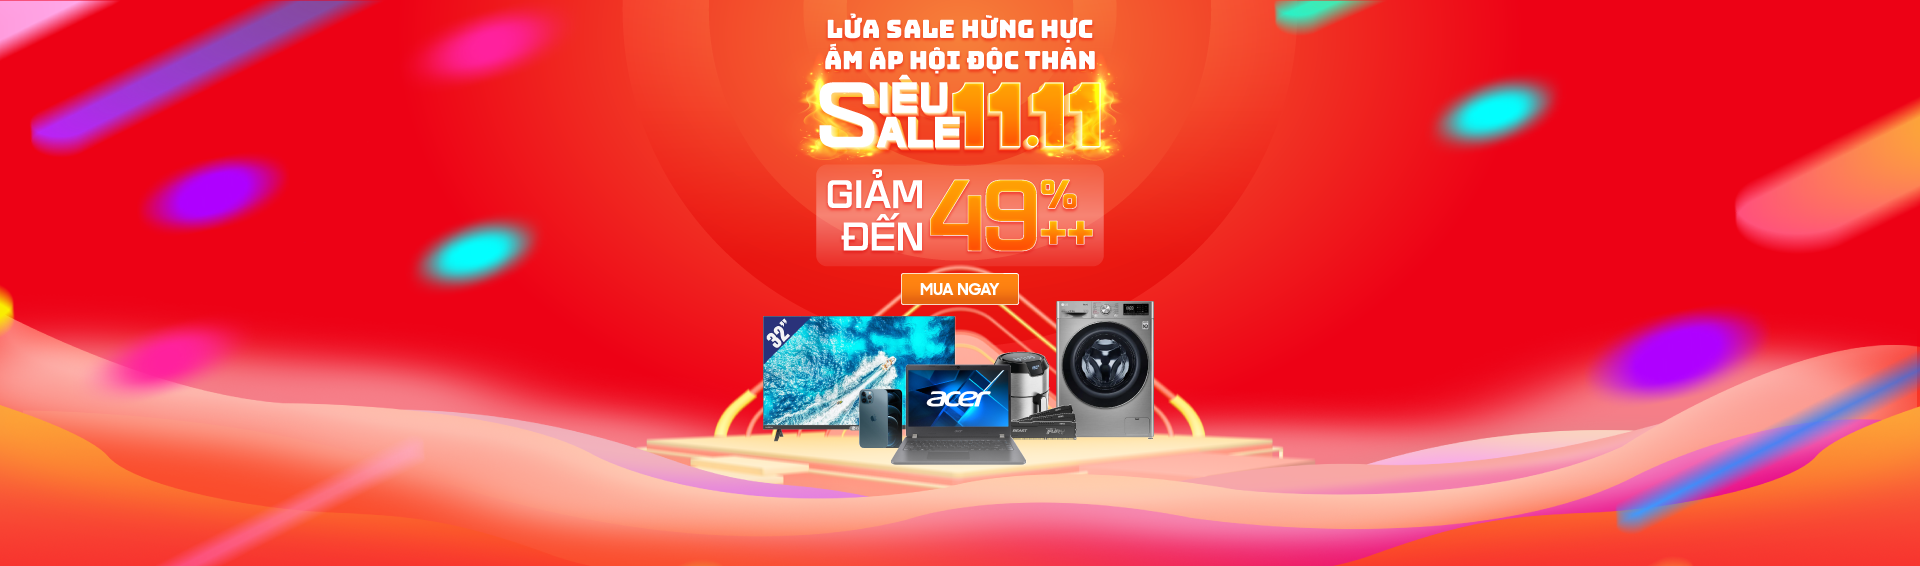 LỬA SALE HỪNG HỰC
ẤM ÁP HỘI ĐỘC THÂN
SIÊU SALE 11.11
GIẢM ĐẾN 49%++
MUA NGAY
32"
acer